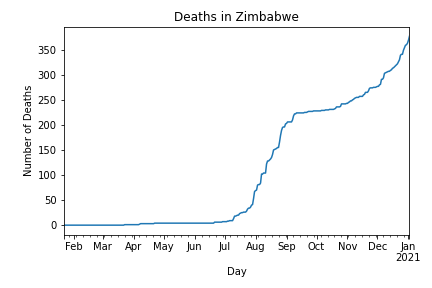 Deaths in Zimbabwe
Number of Deaths
350
300
250
200
150
100
50
0
Feb Mar Apr May Jun Jul Aug Sep Oct Nov Dec Jan
2021
Day